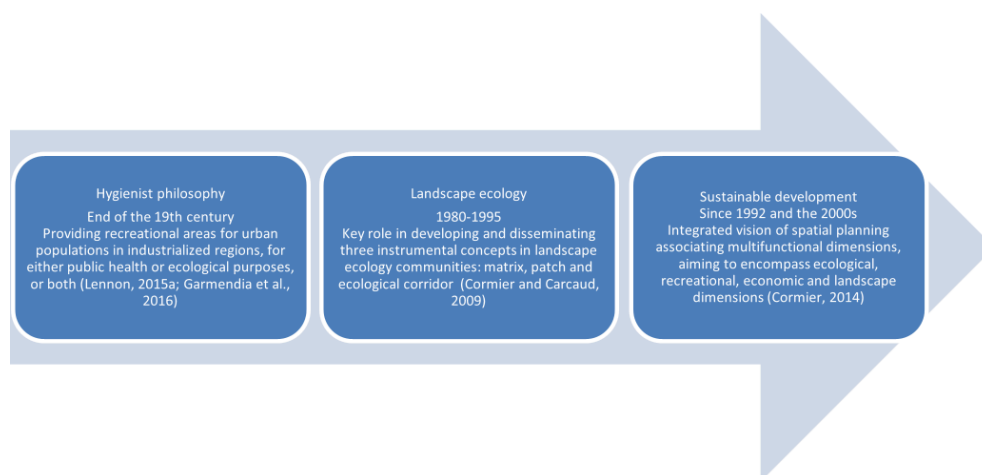 Hygienist philosophy
End of the 19th century
Providing recreational areas for urban
populations in industrialized regions, for
either public health or ecological purposes,
or both (Lennon, 2015a; Garmendia et al.,
2016)
Landscape ecology
1980-1995
Key role in developing and disseminating
three instrumental concepts in landscape
ecology communities: matrix, patch and
ecological corridor  (Cormier and Carcaud,
2009)
Sustainable development
Since 1992 and the 2000s
Integrated vision of spatial planning
associating multifunctional dimensions,
aiming to encompass ecological,
recreational, economic and landscape
dimensions (Cormier, 2014)